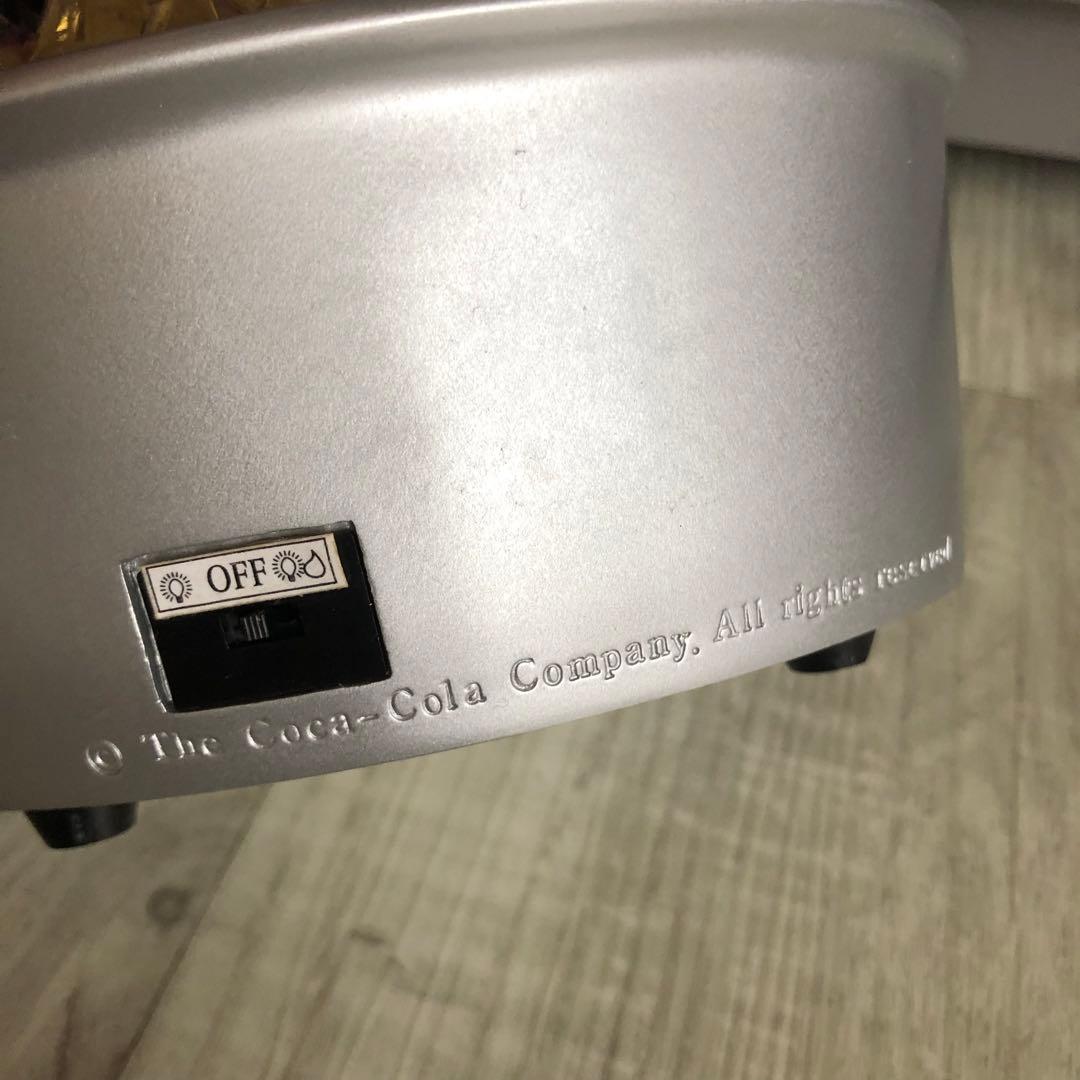 OFF
© The Coca-Cola Company. All rights reserved